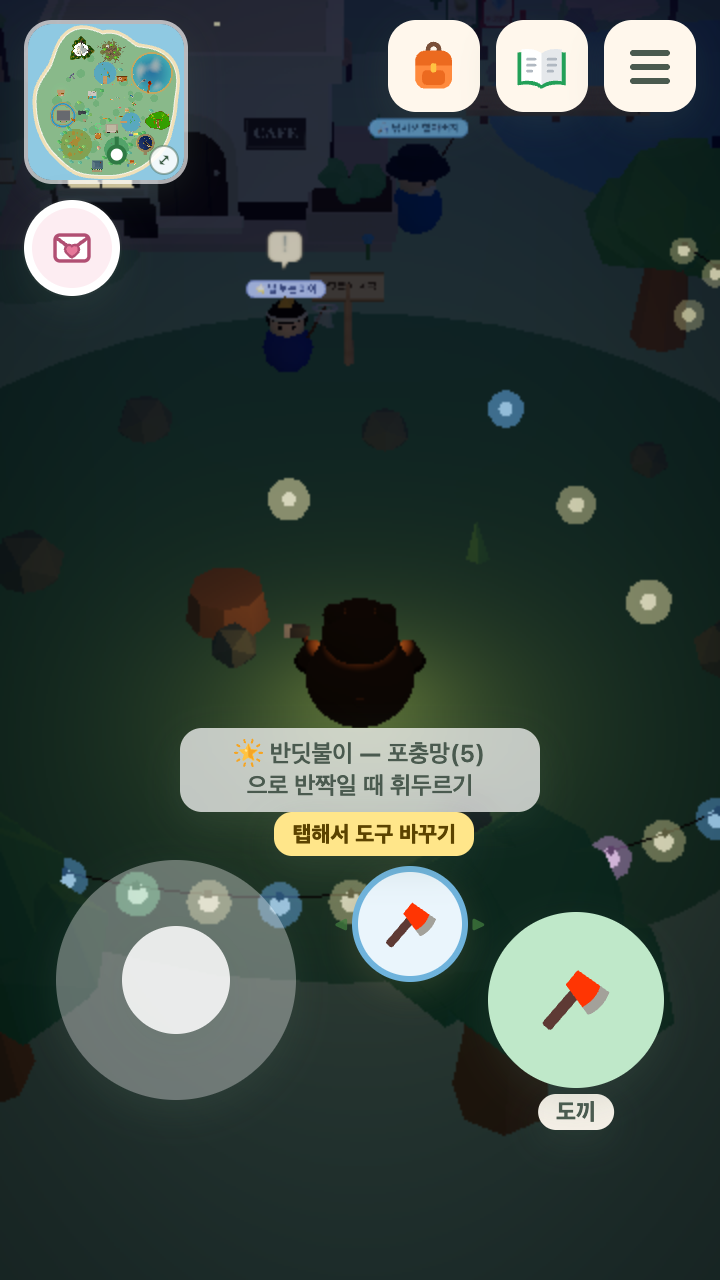 CAFE
🌟 반딧불이 — 포충망(5)
으로 반짝일 때 휘두르기
탭해서 도구 바꾸기
도끼